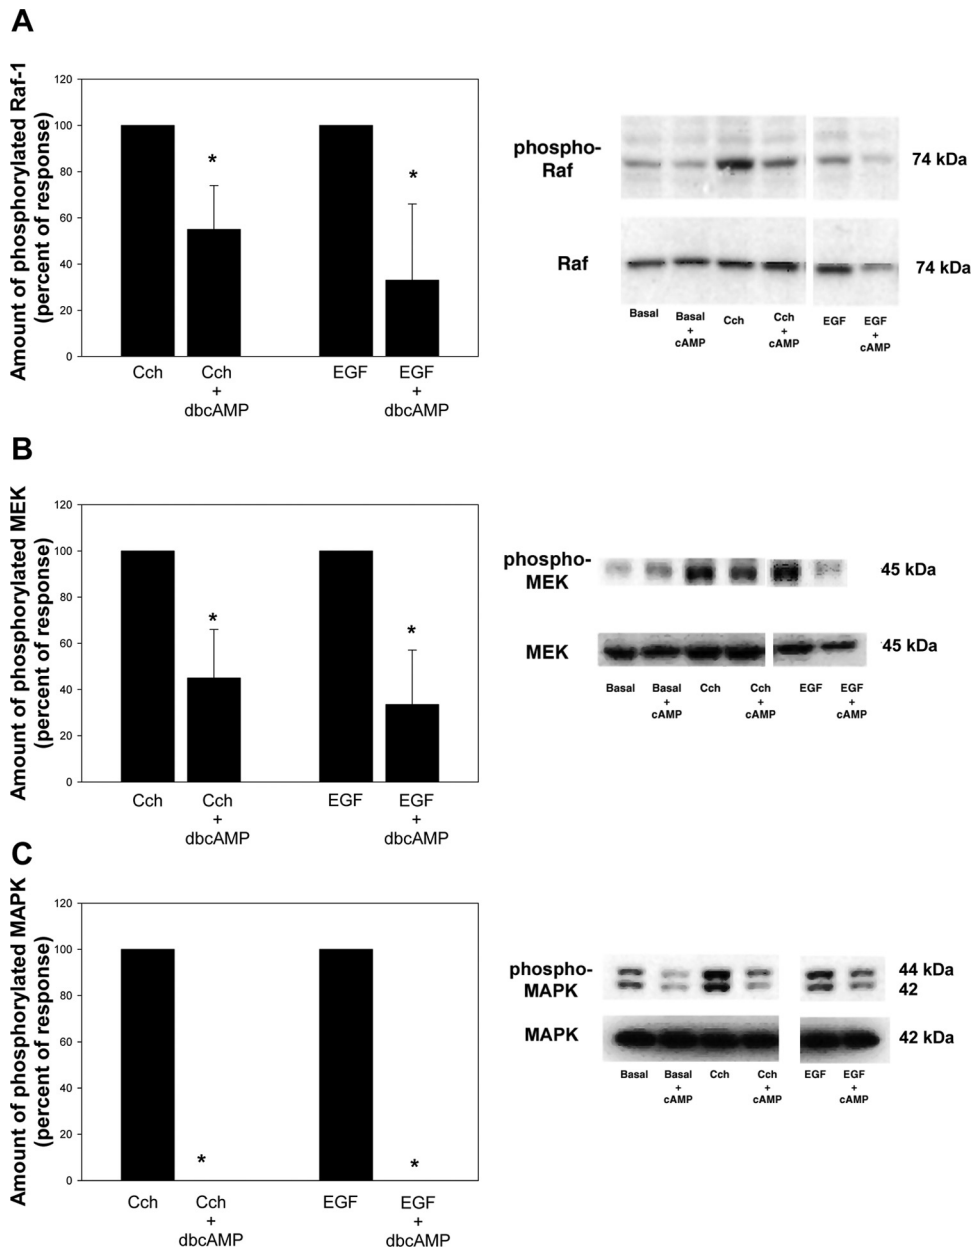 A
Amount of phosphorylated Raf-1
(percent of response)
120
100
80
60
40
20
0
*
*
Cch
Cch
+
dbcAMP
EGF
EGF
+
dbcAMP
phospho-
Raf
74 kDa
Raf
74 kDa
Basal
Basal
+
cAMP
Cch
Cch
+
cAMP
EGF
EGF
+
cAMP
B
Amount of phosphorylated MEK
(percent of response)
120
100
80
60
40
20
0
*
*
Cch
Cch
+
dbcAMP
EGF
EGF
+
dbcAMP
phospho-
MEK
45 kDa
MEK
45 kDa
Basal
Basal
+
cAMP
Cch
Cch
+
cAMP
EGF
EGF
+
cAMP
C
Amount of phosphorylated MAPK
(percent of response)
120
100
80
60
40
20
0
*
*
Cch
Cch
+
dbcAMP
EGF
EGF
+
dbcAMP
phospho-
MAPK
44 kDa
42
MAPK
42 kDa
Basal
Basal
+
cAMP
Cch
Cch
+
cAMP
EGF
EGF
+
cAMP